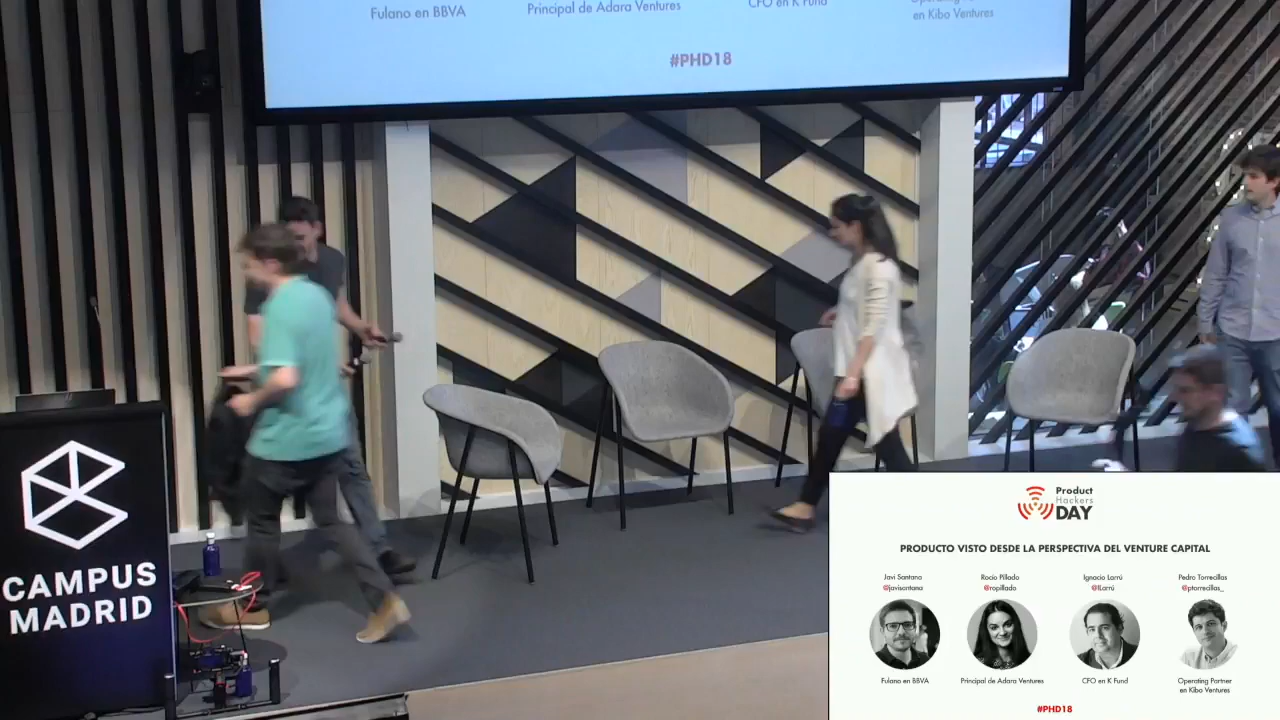 Fulano en BBVA
Principal de Adara Ventures
CFO en K Fund
en Kibo Ventures
#PHD18
CAMPUS
MADRID
Product
Hackers
DAY
PRODUCTO VISTO DESDE LA PERSPECTIVA DEL VENTURE CAPITAL
Javi Santana
@javisantana
Rocio Pillado
@ropillado
Ignacio Larrú
@ILarrú
Pedro Torrecillas
@ptorrecillas_
Fulano en BBVA
Principal de Adara Ventures
CFO en K Fund
Operating Partner
en Kibo Ventures
#PHD18